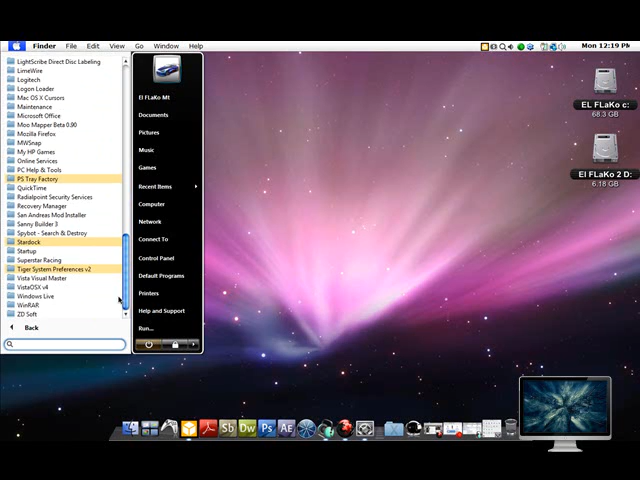 Finder File Edit View Go Window Help
Mon 12:19 PM
LightScribe Direct Disc Labeling
LimeWire
Logitech
Logon Loader
Mac OS X Cursors
Maintenance
Microsoft Office
Moo Mapper Beta 0.90
Mozilla Firefox
MWSnap
My HP Games
Online Services
PC Help & Tools
PS Tray Factory
QuickTime
Radialpoint Security Services
Recovery Manager
San Andreas Mod Installer
Sanny Builder 3
Spybot - Search & Destroy
Stardock
Startup
Superstar Racing
Tiger System Preferences v2
Vista Visual Master
VistaOSX v4
Windows Live
WinRAR
ZD Soft
Back
El FLaKo Mt
Documents
Pictures
Music
Games
Recent Items
Computer
Network
Connect To
Control Panel
Default Programs
Printers
Help and Support
Run...
EL FLaKo c:
68.3 GB
El FLaKo 2 D:
6.18 GB
Sb Dw Ps Ae